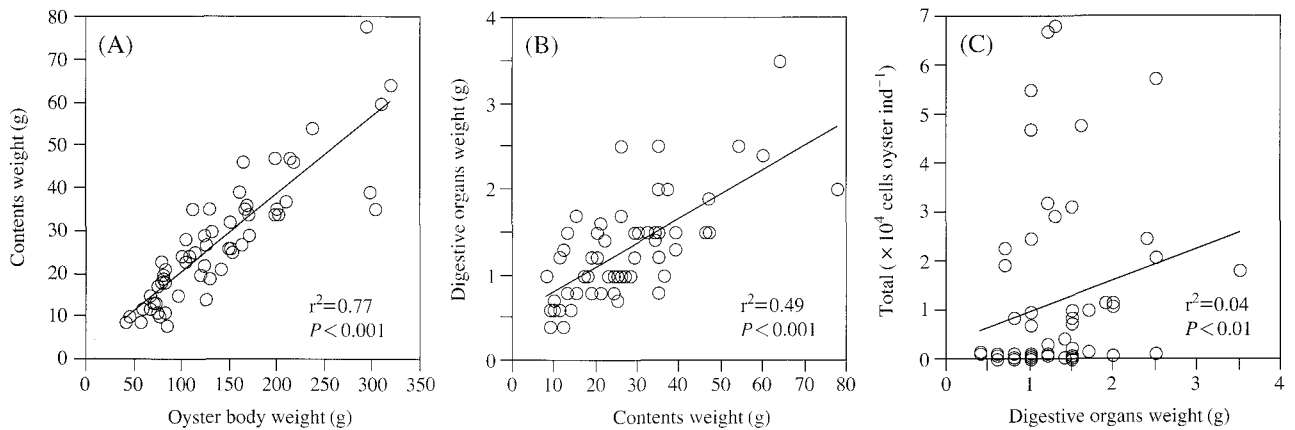 (A)
Contents weight (g)
80
70
60
50
40
30
20
10
0
r²=0.77
P<0.001
0 50 100 150 200 250 300 350
Oyster body weight (g)
(B)
Digestive organs weight (g)
4
3
2
1
0
r²=0.49
P<0.001
0 10 20 30 40 50 60 70 80
Contents weight (g)
(C)
Total (×10⁴ cells oyster ind⁻¹)
7
6
5
4
3
2
1
0
r²=0.04
P<0.01
0 1 2 3 4
Digestive organs weight (g)